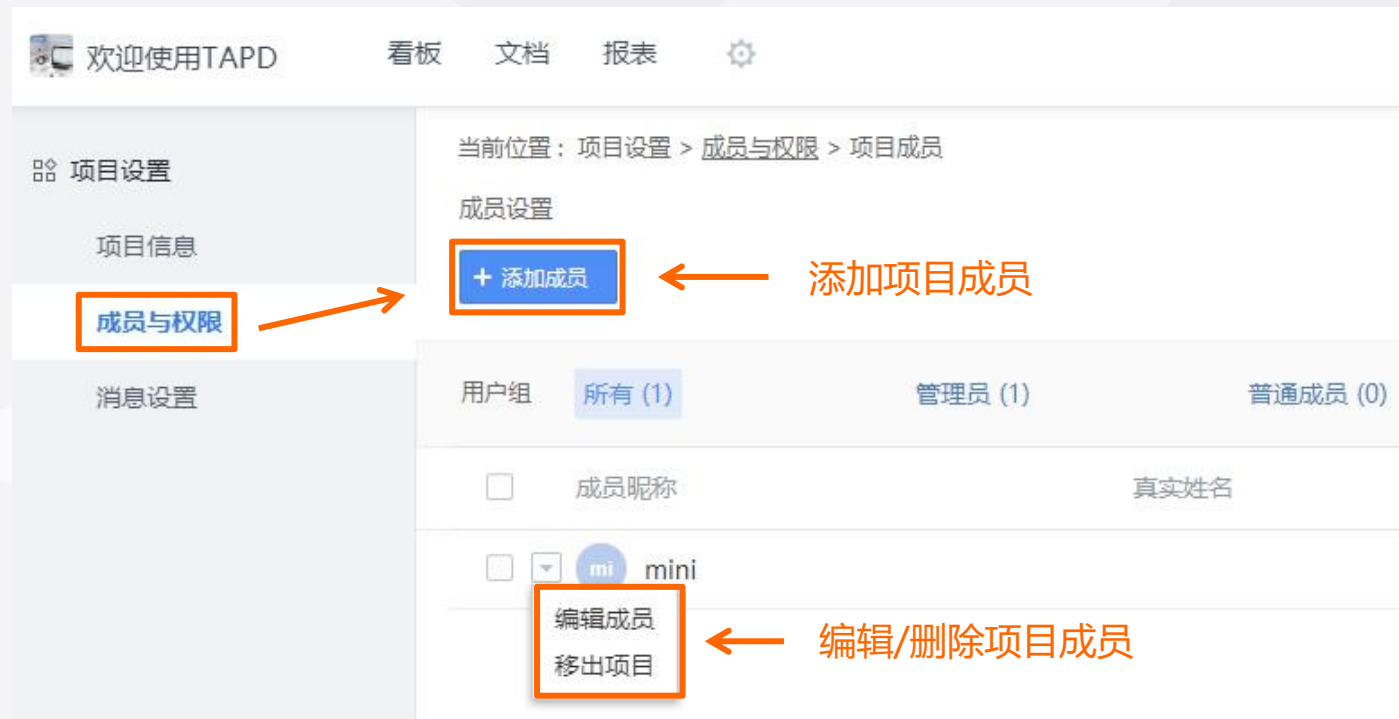 欢迎使用TAPD 看板 文档 报表
项目设置
项目信息
成员与权限
消息设置
当前位置: 项目设置 > 成员与权限 > 项目成员
成员设置
+ 添加成员
添加项目成员
用户组 所有 (1) 管理员 (1) 普通成员 (0)
成员昵称 真实姓名
mi mini
编辑成员
移出项目
编辑/删除项目成员